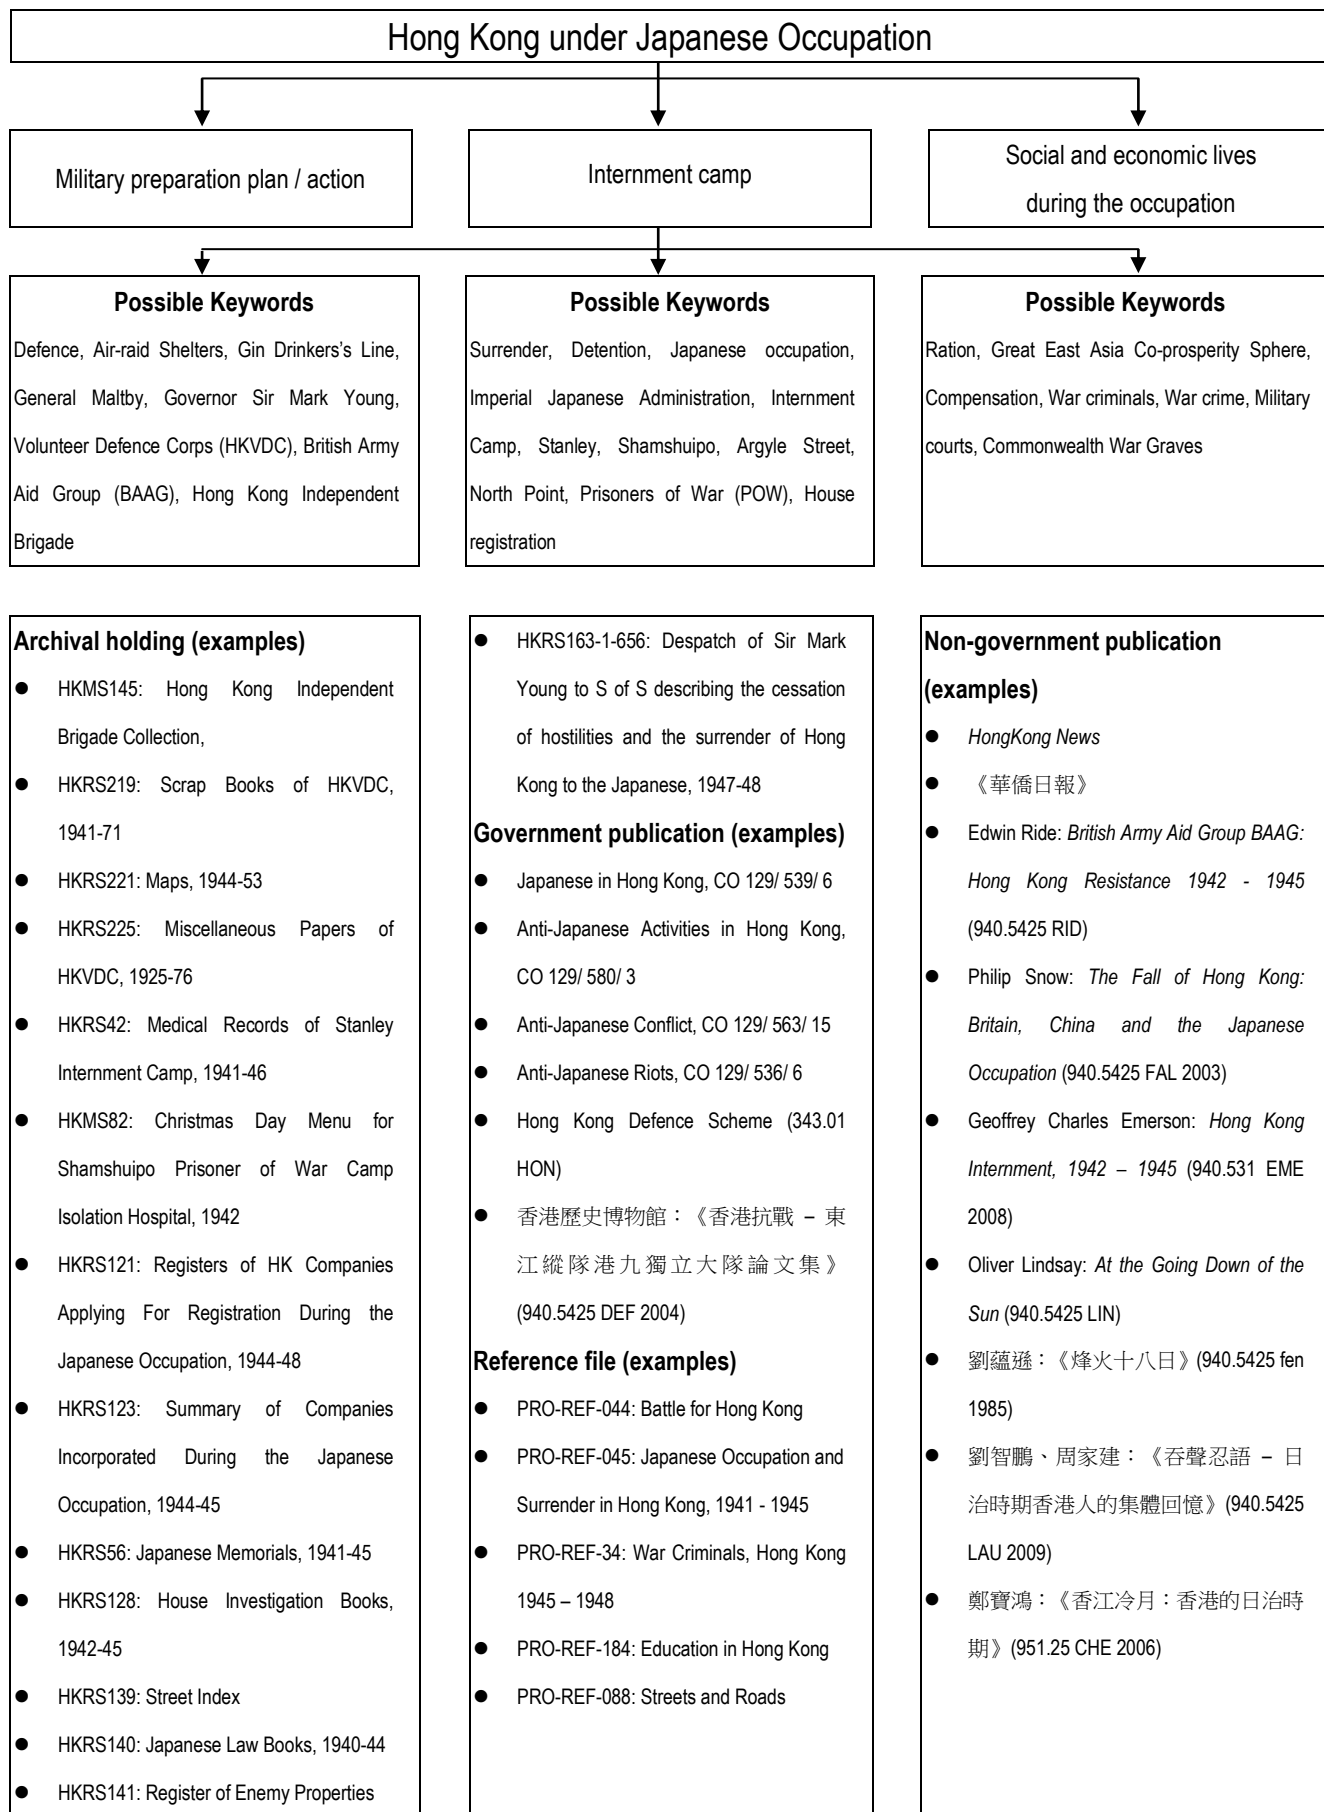 Hong Kong under Japanese Occupation
Military preparation plan / action
Internment camp
Social and economic lives
during the occupation
Possible Keywords
Defence, Air-raid Shelters, Gin Drinkers's Line,
General Maltby, Governor Sir Mark Young,
Volunteer Defence Corps (HKVDC), British Army
Aid Group (BAAG), Hong Kong Independent
Brigade
Possible Keywords
Surrender, Detention, Japanese occupation,
Imperial Japanese Administration, Internment
Camp, Stanley, Shamshuipo, Argyle Street,
North Point, Prisoners of War (POW), House
registration
Possible Keywords
Ration, Great East Asia Co-prosperity Sphere,
Compensation, War criminals, War crime, Military
courts, Commonwealth War Graves
Archival holding (examples)
● HKMS145: Hong Kong Independent
Brigade Collection,
● HKRS219: Scrap Books of HKVDC,
1941-71
● HKRS221: Maps, 1944-53
● HKRS225: Miscellaneous Papers of
HKVDC, 1925-76
● HKRS42: Medical Records of Stanley
Internment Camp, 1941-46
● HKMS82: Christmas Day Menu for
Shamshuipo Prisoner of War Camp
Isolation Hospital, 1942
● HKRS121: Registers of HK Companies
Applying For Registration During the
Japanese Occupation, 1944-48
● HKRS123: Summary of Companies
Incorporated During the Japanese
Occupation, 1944-45
● HKRS56: Japanese Memorials, 1941-45
● HKRS128: House Investigation Books,
1942-45
● HKRS139: Street Index
● HKRS140: Japanese Law Books, 1940-44
● HKRS141: Register of Enemy Properties
● HKRS163-1-656: Despatch of Sir Mark
Young to S of S describing the cessation
of hostilities and the surrender of Hong
Kong to the Japanese, 1947-48
Government publication (examples)
● Japanese in Hong Kong, CO 129/ 539/ 6
● Anti-Japanese Activities in Hong Kong,
CO 129/ 580/ 3
● Anti-Japanese Conflict, CO 129/ 563/ 15
● Anti-Japanese Riots, CO 129/ 536/ 6
● Hong Kong Defence Scheme (343.01
HON)
● 香港歷史博物館：《香港抗戰 – 東
江縱隊港九獨立大隊論文集》
(940.5425 DEF 2004)
Reference file (examples)
● PRO-REF-044: Battle for Hong Kong
● PRO-REF-045: Japanese Occupation and
Surrender in Hong Kong, 1941 - 1945
● PRO-REF-34: War Criminals, Hong Kong
1945 – 1948
● PRO-REF-184: Education in Hong Kong
● PRO-REF-088: Streets and Roads
Non-government publication
(examples)
● HongKong News
● 《華僑日報》
● Edwin Ride: British Army Aid Group BAAG:
Hong Kong Resistance 1942 - 1945
(940.5425 RID)
● Philip Snow: The Fall of Hong Kong:
Britain, China and the Japanese
Occupation (940.5425 FAL 2003)
● Geoffrey Charles Emerson: Hong Kong
Internment, 1942 – 1945 (940.531 EME
2008)
● Oliver Lindsay: At the Going Down of the
Sun (940.5425 LIN)
● 劉蘊遜：《烽火十八日》(940.5425 fen
1985)
● 劉智鵬、周家建：《吞聲忍語 – 日
治時期香港人的集體回憶》(940.5425
LAU 2009)
● 鄭寶鴻：《香江冷月：香港的日治時
期》(951.25 CHE 2006)